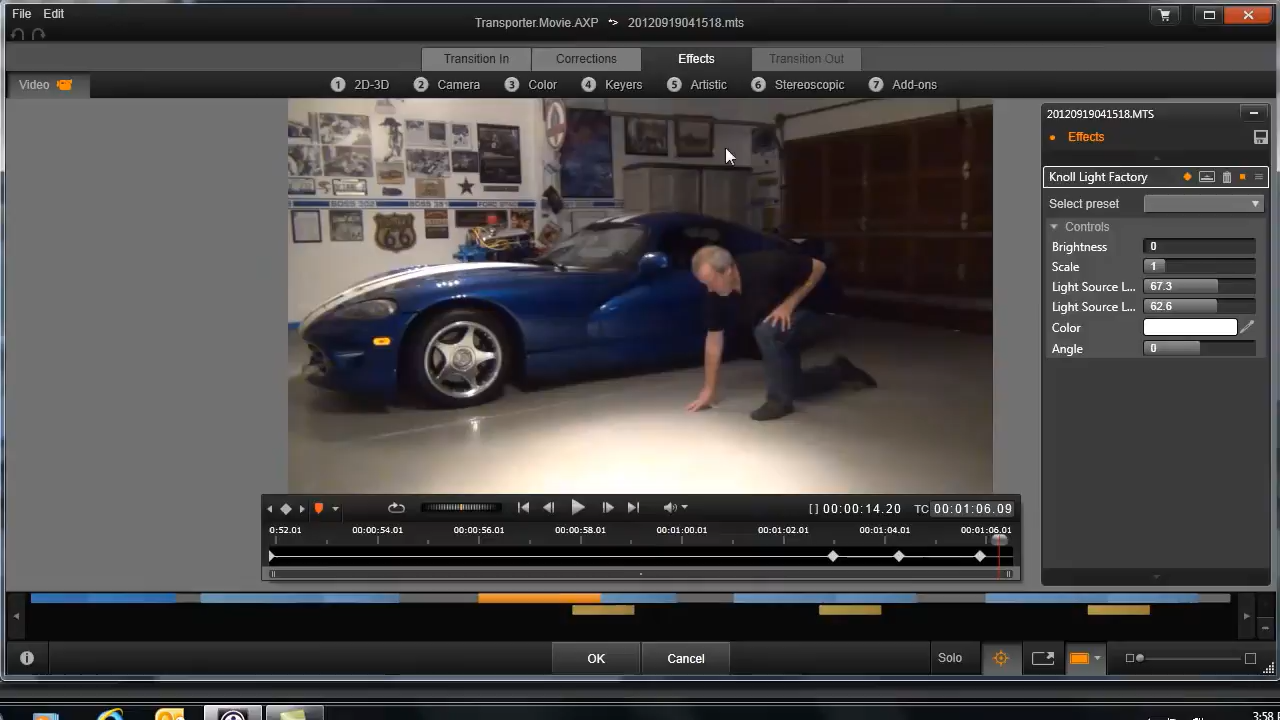 File Edit
Transporter.Movie.AXP 20120919041518.mts
Transition In Corrections Effects Transition Out
Video 1 2D-3D 2 Camera 3 Color 4 Keyers 5 Artistic 6 Stereoscopic 7 Add-ons
20120919041518.MTS
Effects
Knoll Light Factory
Select preset
Controls
Brightness 0
Scale 1
Light Source L... 67.3
Light Source L... 62.6
Color
Angle 0
BOSS 302
66
[] 00:00:14.20 TC 00:01:06.09
0:52.01 00:00:54.01 00:00:56.01 00:00:58.01 00:01:00.01 00:01:02.01 00:01:04.01 00:01:06.01
OK Cancel Solo
3:58